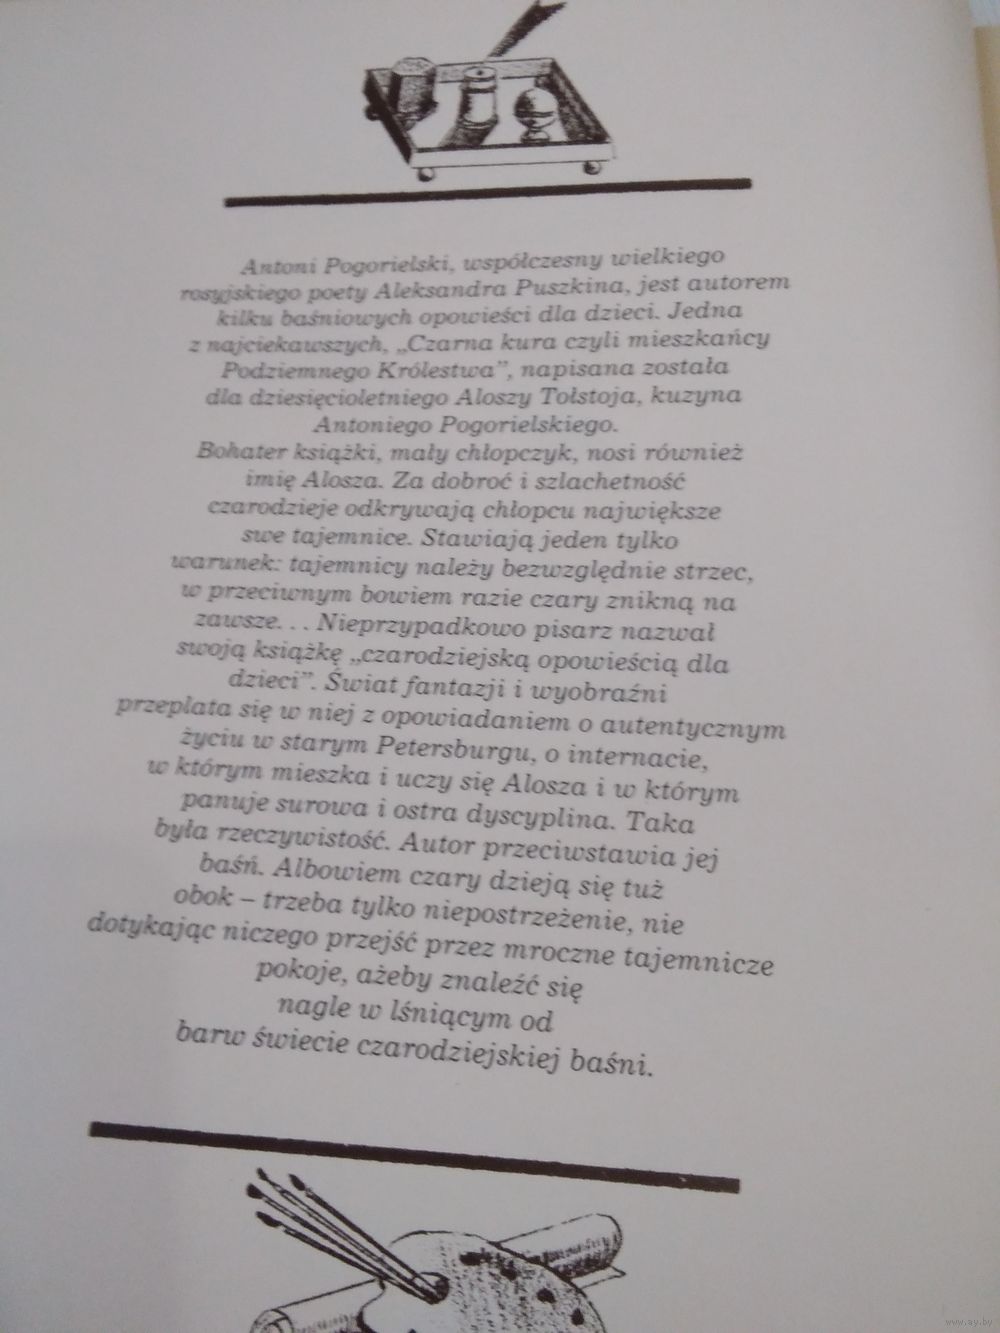 Antoni Pogorielski, współczesny wielkiego
rosyjskiego poety Aleksandra Puszkina, jest autorem
kilku baśniowych opowieści dla dzieci. Jedna
z najciekawszych, „Czarna kura czyli mieszkańcy
Podziemnego Królestwa”, napisana została
dla dziesięcioletniego Aloszy Tołstoja, kuzyna
Antoniego Pogorielskiego.
Bohater książki, mały chłopczyk, nosi również
imię Alosza. Za dobroć i szlachetność
czarodzieje odkrywają chłopcu największe
swe tajemnice. Stawiają jeden tylko
warunek: tajemnicy należy bezwzględnie strzec,
w przeciwnym bowiem razie czary znikną na
zawsze. . . Nieprzypadkowo pisarz nazwał
swoją książkę „czarodziejską opowieścią dla
dzieci”. Świat fantazji i wyobraźni
przeplata się w niej z opowiadaniem o autentycznym
życiu w starym Petersburgu, o internacie,
w którym mieszka i uczy się Alosza i w którym
panuje surowa i ostra dyscyplina. Taka
była rzeczywistość. Autor przeciwstawia jej
baśń. Albowiem czary dzieją się tuż
obok – trzeba tylko niepostrzeżenie, nie
dotykając niczego przejść przez mroczne tajemnicze
pokoje, ażeby znaleźć się
nagle w lśniącym od
barw świecie czarodziejskiej baśni.
www.ay.by